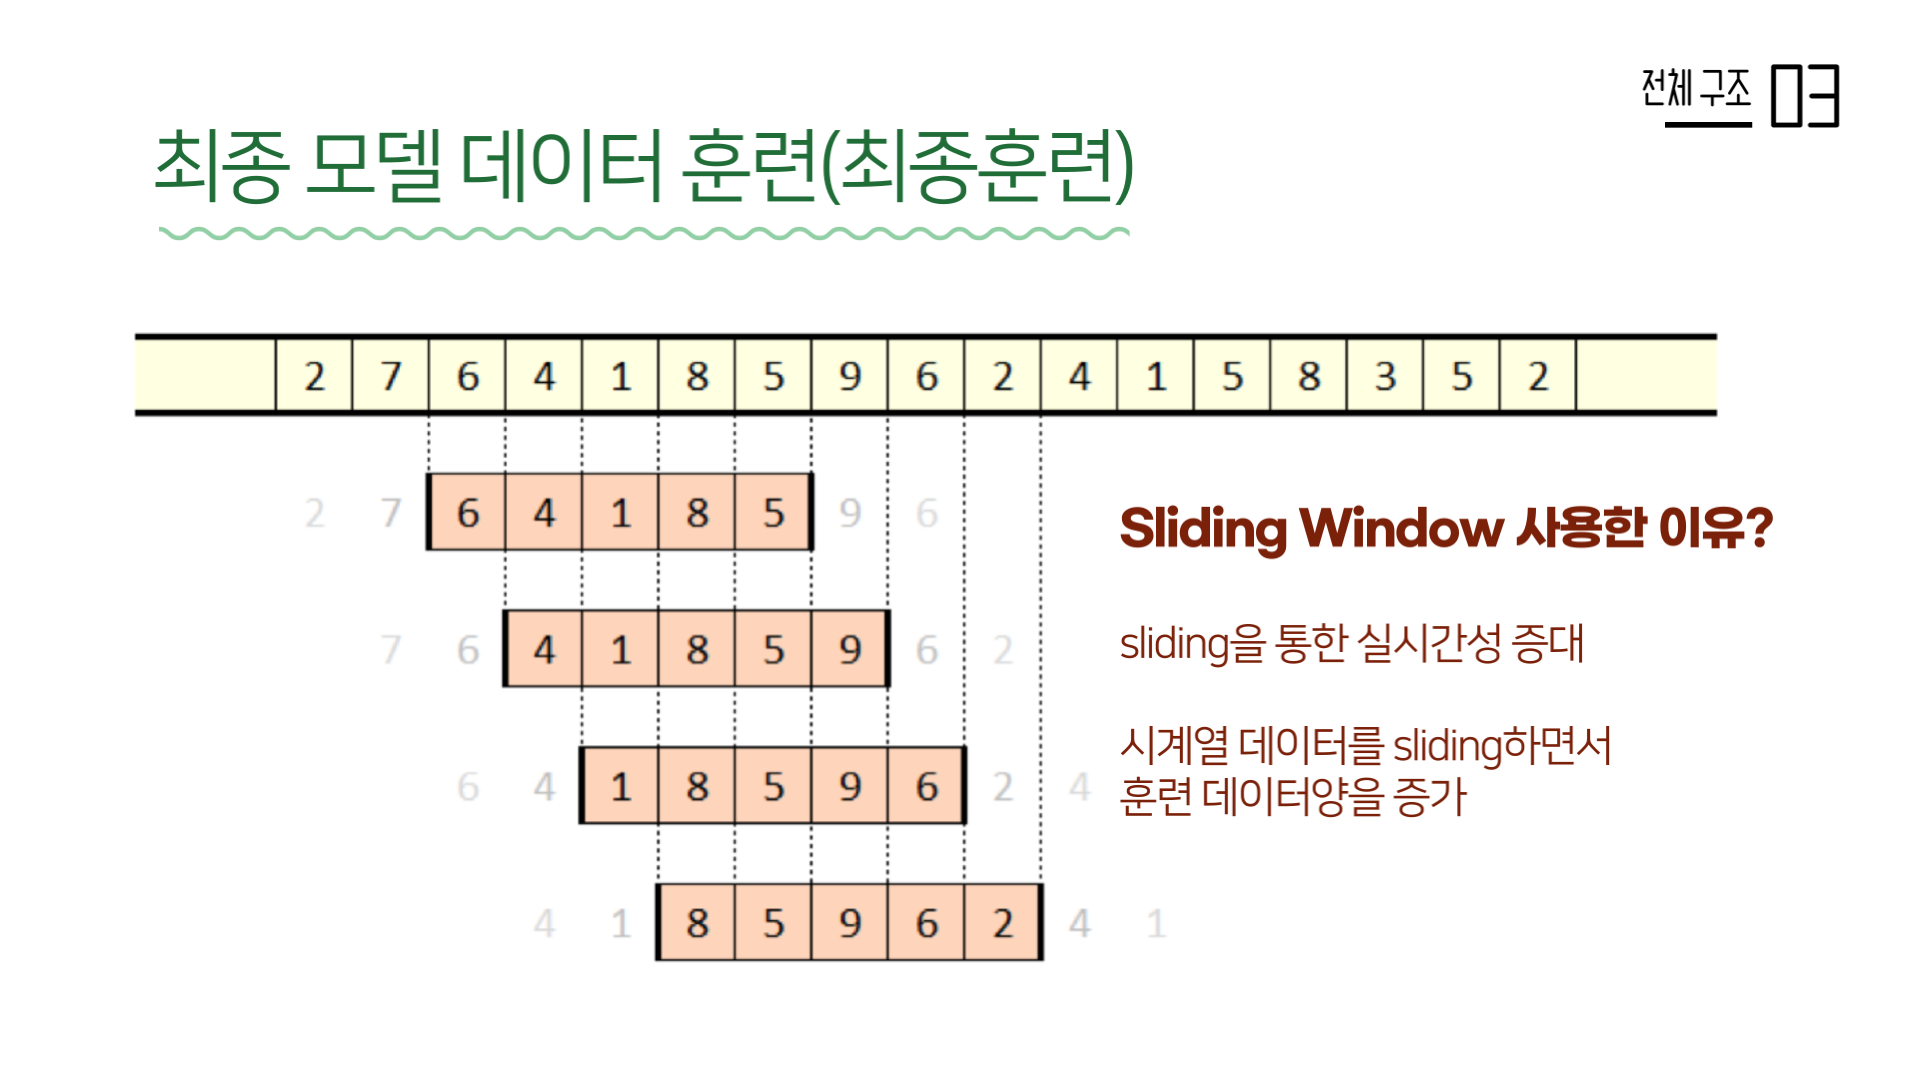 전체 구조 03
최종 모델 데이터 훈련(최종훈련)
2 7 6 4 1 8 5 9 6 2 4 1 5 8 3 5 2
2 7 6 4 1 8 5 9 6
Sliding Window 사용한 이유?
7 6 4 1 8 5 9 6 2
sliding을 통한 실시간성 증대
6 4 1 8 5 9 6 2 4
시계열 데이터를 sliding하면서
훈련 데이터양을 증가
4 1 8 5 9 6 2 4 1